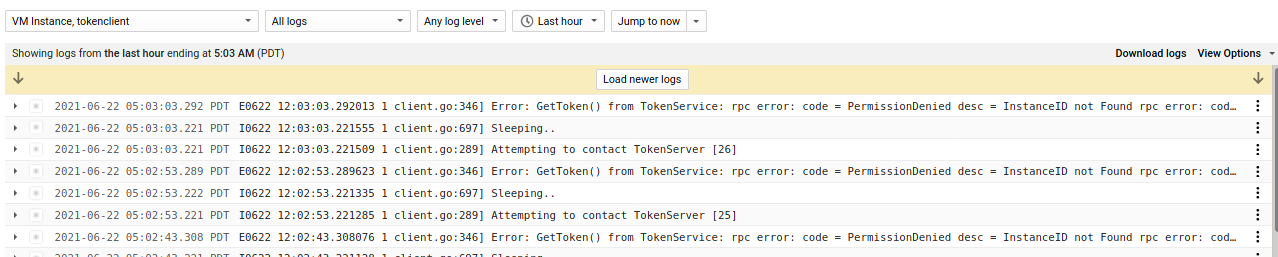 VM Instance, tokenclient All logs Any log level Last hour Jump to now
Showing logs from the last hour ending at 5:03 AM (PDT) Download logs View Options
Load newer logs
2021-06-22 05:03:03.292 PDT E0622 12:03:03.292013 1 client.go:346] Error: GetToken() from TokenService: rpc error: code = PermissionDenied desc = InstanceID not Found rpc error: cod…
2021-06-22 05:03:03.221 PDT I0622 12:03:03.221555 1 client.go:697] Sleeping..
2021-06-22 05:03:03.221 PDT I0622 12:03:03.221509 1 client.go:289] Attempting to contact TokenServer [26]
2021-06-22 05:02:53.289 PDT E0622 12:02:53.289623 1 client.go:346] Error: GetToken() from TokenService: rpc error: code = PermissionDenied desc = InstanceID not Found rpc error: cod…
2021-06-22 05:02:53.222 PDT I0622 12:02:53.221335 1 client.go:697] Sleeping..
2021-06-22 05:02:53.221 PDT I0622 12:02:53.221285 1 client.go:289] Attempting to contact TokenServer [25]
2021-06-22 05:02:43.308 PDT E0622 12:02:43.308076 1 client.go:346] Error: GetToken() from TokenService: rpc error: code = PermissionDenied desc = InstanceID not Found rpc error: cod…